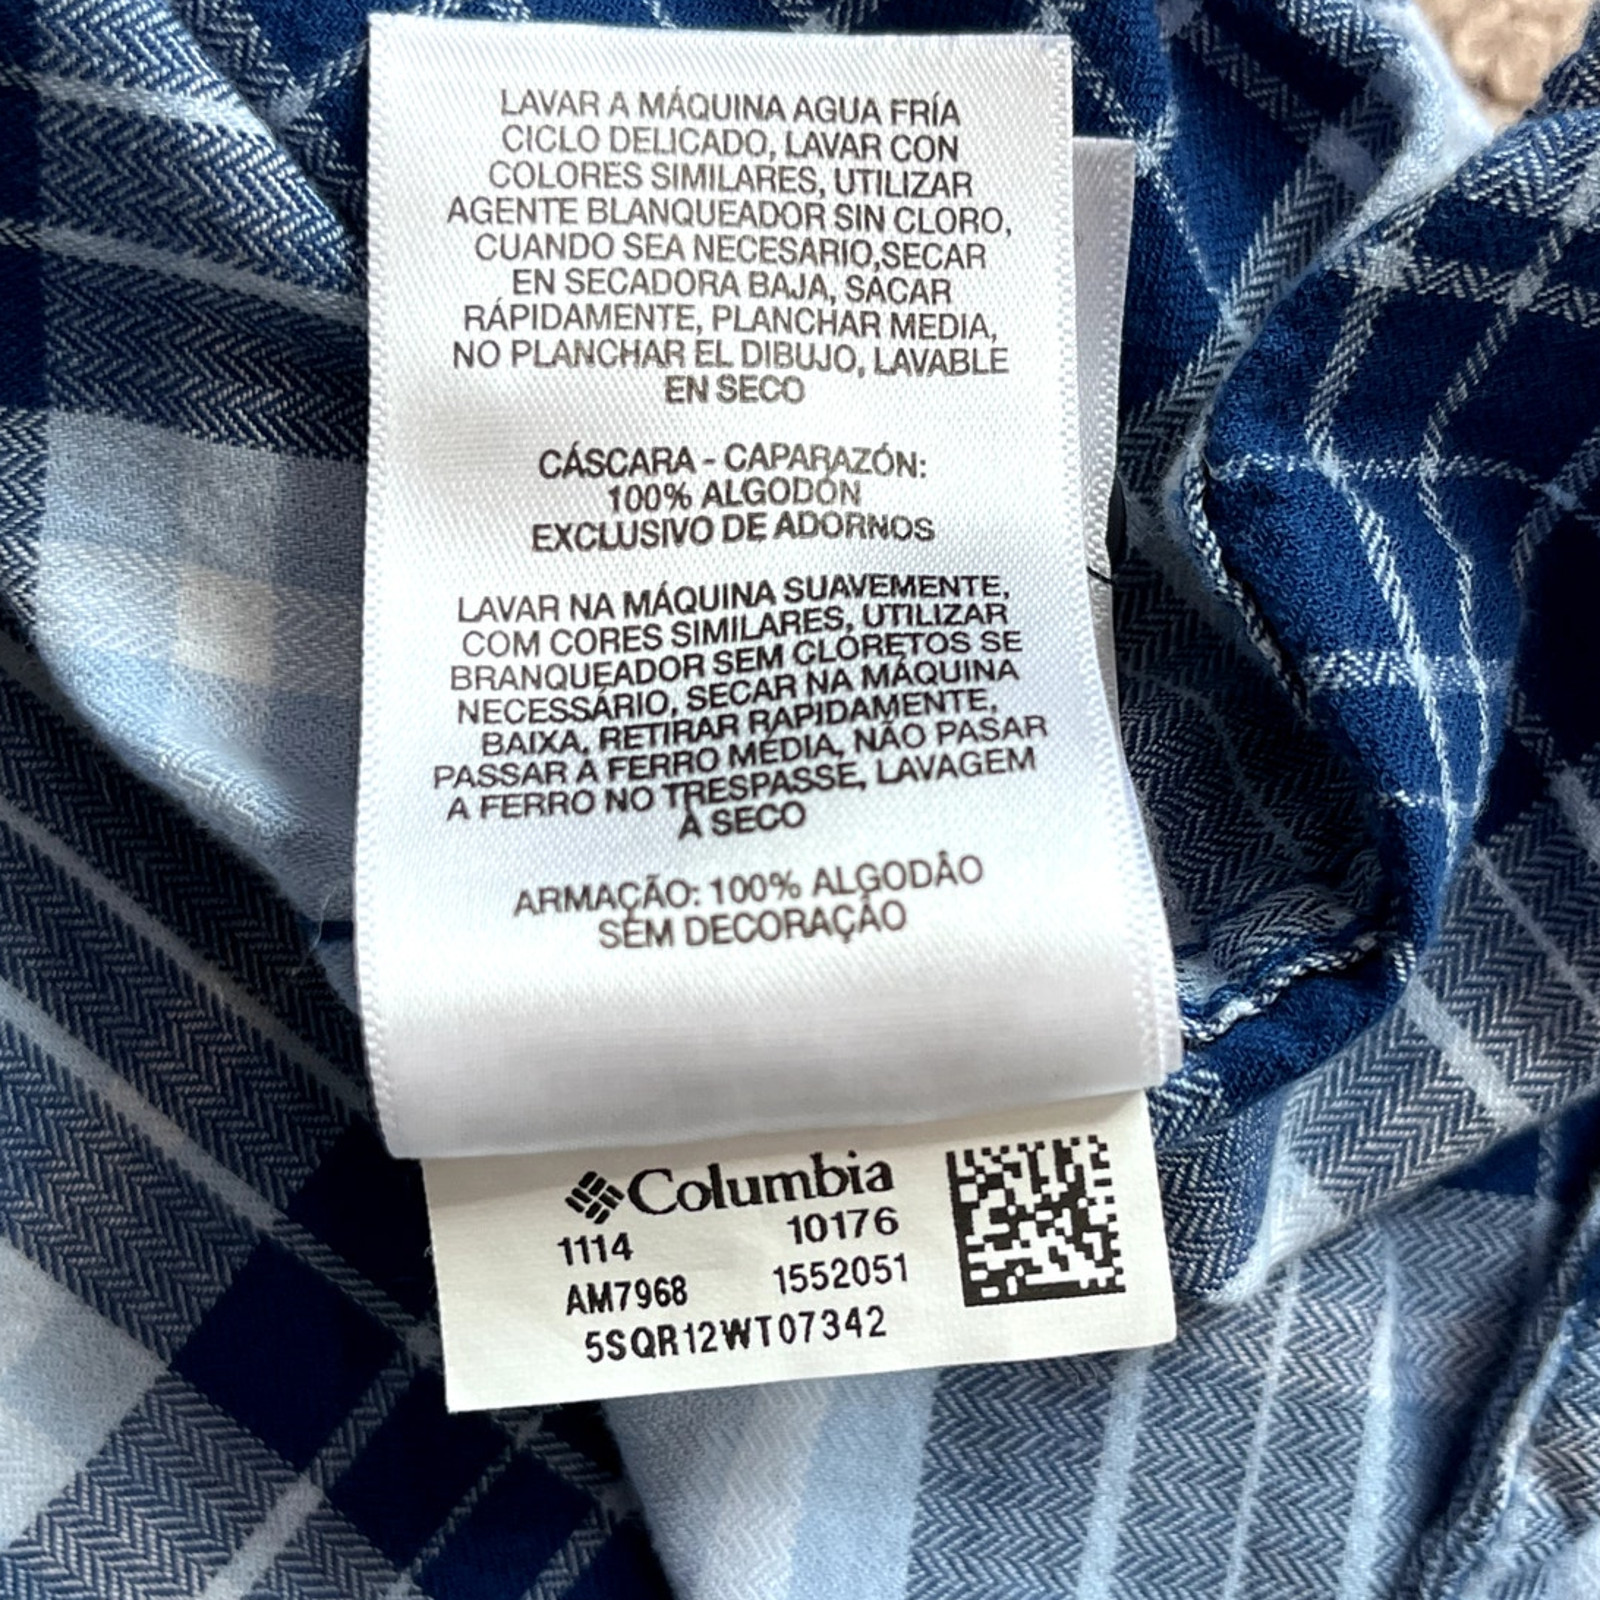 LAVAR A MÁQUINA AGUA FRÍA
CICLO DELICADO, LAVAR CON
COLORES SIMILARES, UTILIZAR
AGENTE BLANQUEADOR SIN CLORO,
CUANDO SEA NECESARIO,SECAR
EN SECADORA BAJA, SACAR
RÁPIDAMENTE, PLANCHAR MEDIA,
NO PLANCHAR EL DIBUJO, LAVABLE
EN SECO
CÁSCARA - CAPARAZÓN:
100% ALGODÓN
EXCLUSIVO DE ADORNOS
LAVAR NA MÁQUINA SUAVEMENTE,
COM CORES SIMILARES, UTILIZAR
BRANQUEADOR SEM CLORETOS SE
NECESSÁRIO, SECAR NA MÁQUINA
BAIXA, RETIRAR RAPIDAMENTE,
PASSAR A FERRO MÉDIA, NÃO PASSAR
A FERRO NO TRESPASSE, LAVAGEM
A SECO
ARMAÇÃO: 100% ALGODÃO
SEM DECORAÇÃO
Columbia
1114 10176
AM7968 1552051
5SQR12WT07342